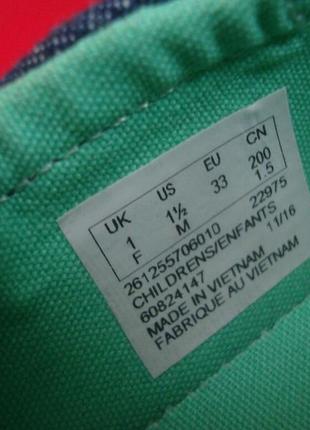 UK US EU CN
1 1½ 33 200
F M 1.5
261255706010 22975
CHILDRENS/ENFANTS
60824147 11/16
MADE IN VIETNAM
FABRIQUE AU VIETNAM